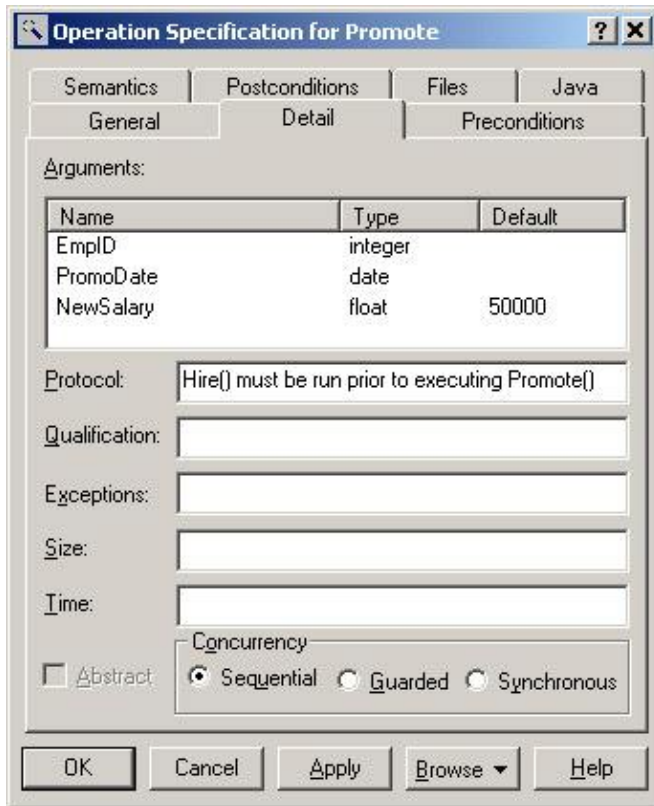 Operation Specification for Promote
Semantics Postconditions Files Java
General Detail Preconditions
Arguments:
Name Type Default
EmpID integer
PromoDate date
NewSalary float 50000
Protocol: Hire() must be run prior to executing Promote()
Qualification:
Exceptions:
Size:
Time:
Concurrency
Abstract Sequential Guarded Synchronous
OK Cancel Apply Browse Help